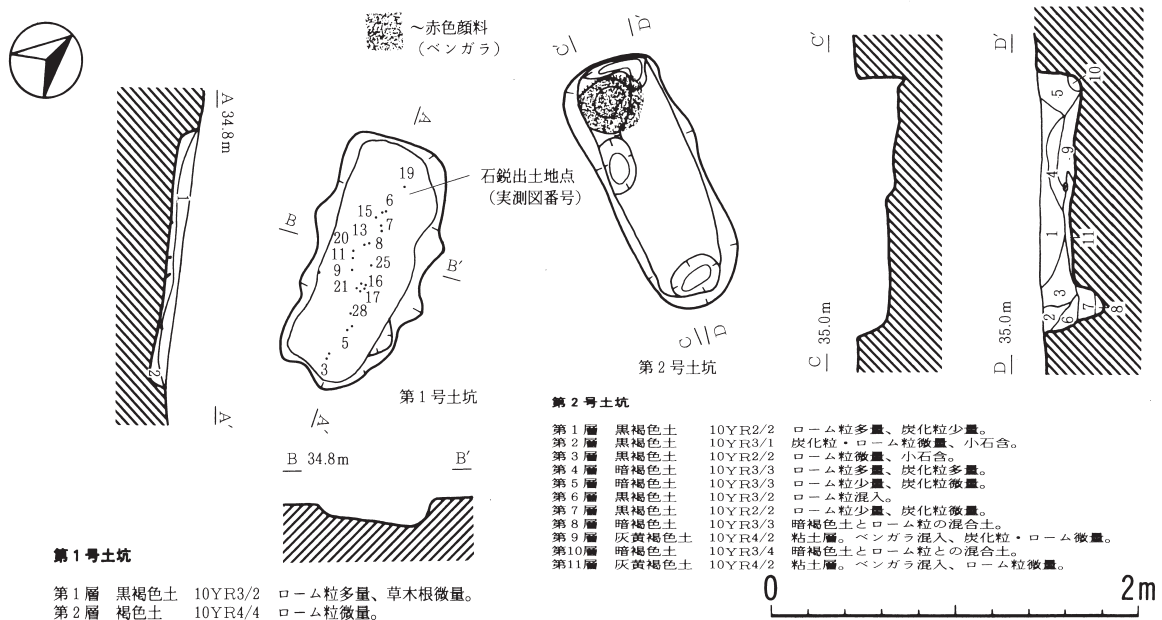 ～赤色顔料
（ベンガラ）
A 34.8m
1
2
A'
A
B
B'
19
6
15
7
13
8
20
11
25
9
16
21
17
28
5
3
石鋭出土地点
（実測図番号）
第1号土坑
A'
B 34.8m B'
C'
D'
C
D
第2号土坑
C'
C 35.0m
D'
10
5
9
4
1
11
3
2
6
7
8
D 35.0m
第1号土坑
第1層 黒褐色土 10YR3/2 ローム粒多量、草木根微量。
第2層 褐色土 10YR4/4 ローム粒微量。
第2号土坑
第1層 黒褐色土 10YR2/2 ローム粒多量、炭化粒少量。
第2層 黒褐色土 10YR3/1 炭化粒・ローム粒微量、小石含。
第3層 黒褐色土 10YR2/2 ローム粒微量、小石含。
第4層 暗褐色土 10YR3/3 ローム粒多量、炭化粒多量。
第5層 暗褐色土 10YR3/3 ローム粒少量、炭化粒微量。
第6層 黒褐色土 10YR3/2 ローム粒混入。
第7層 黒褐色土 10YR2/2 ローム粒少量、炭化粒微量。
第8層 暗褐色土 10YR3/3 暗褐色土とローム粒の混合土。
第9層 灰黄褐色土 10YR4/2 粘土層。ベンガラ混入、炭化粒・ローム微量。
第10層 暗褐色土 10YR3/4 暗褐色土とローム粒との混合土。
第11層 灰黄褐色土 10YR4/2 粘土層。ベンガラ混入、ローム粒微量。
0 2m